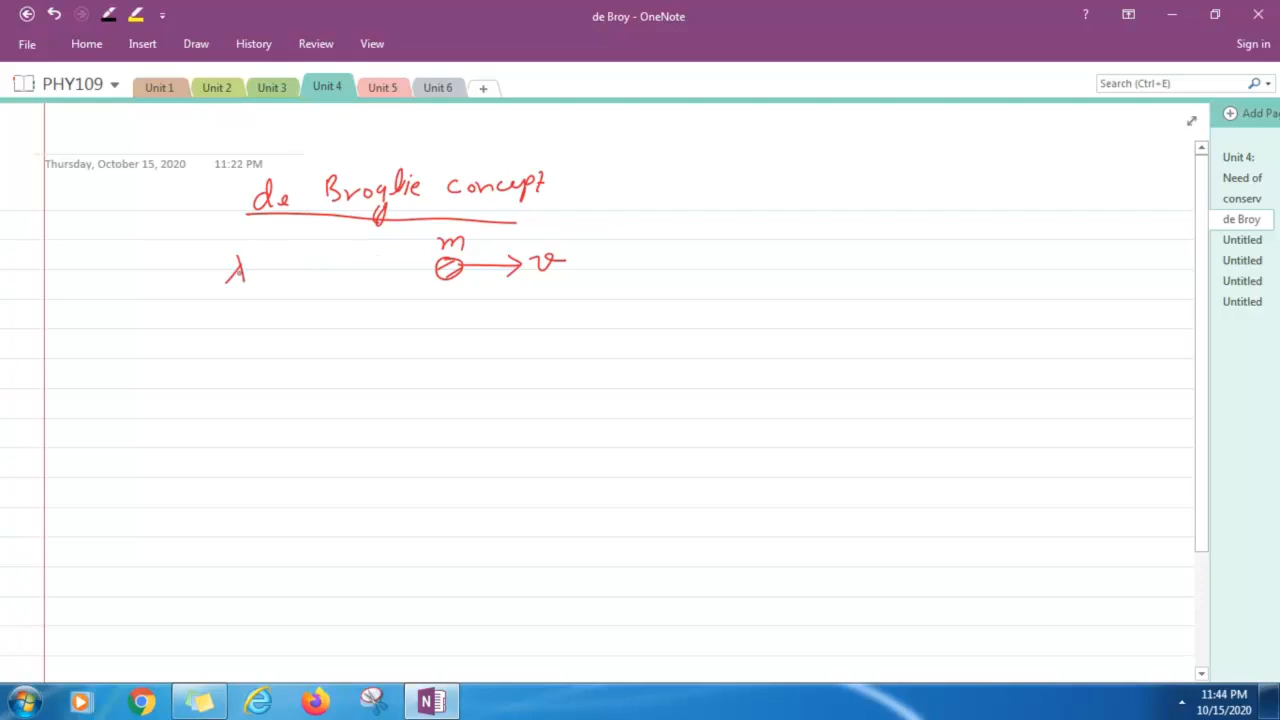 de Broy - OneNote
?
File Home Insert Draw History Review View Sign in
PHY109 Unit 1 Unit 2 Unit 3 Unit 4 Unit 5 Unit 6 + Search (Ctrl+E)
Add Pa
Thursday, October 15, 2020 11:22 PM
de Broglie concept
m
λ v
Unit 4:
Need of
conserv
de Broy
Untitled
Untitled
Untitled
Untitled
11:44 PM
10/15/2020